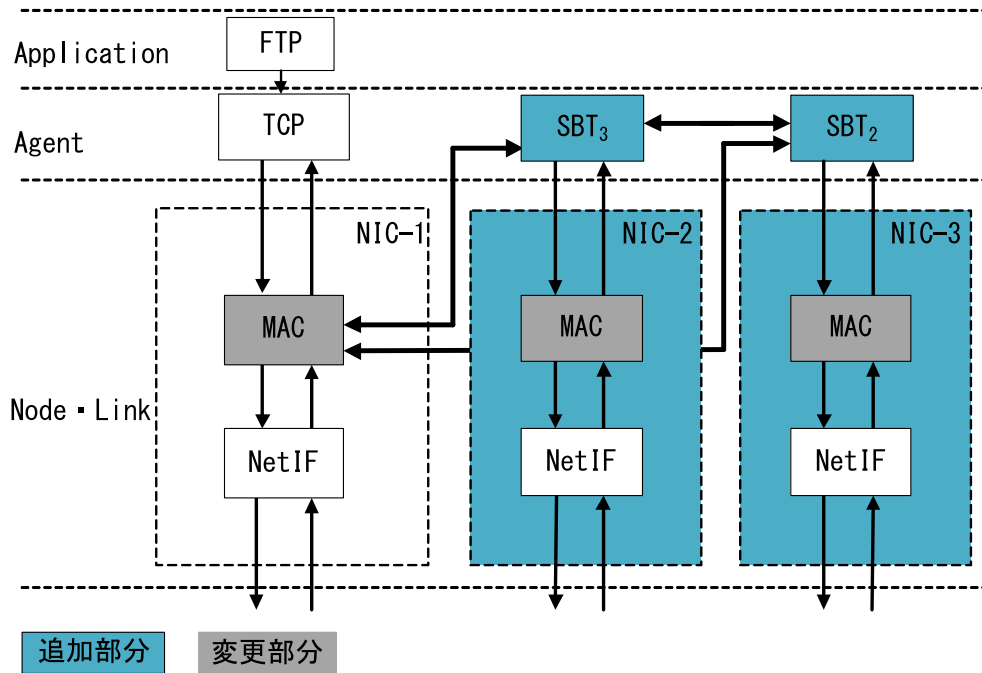 Application
FTP
Agent
TCP
SBT₃
SBT₂
NIC-1
NIC-2
NIC-3
MAC
MAC
MAC
Node・Link
NetIF
NetIF
NetIF
追加部分
変更部分